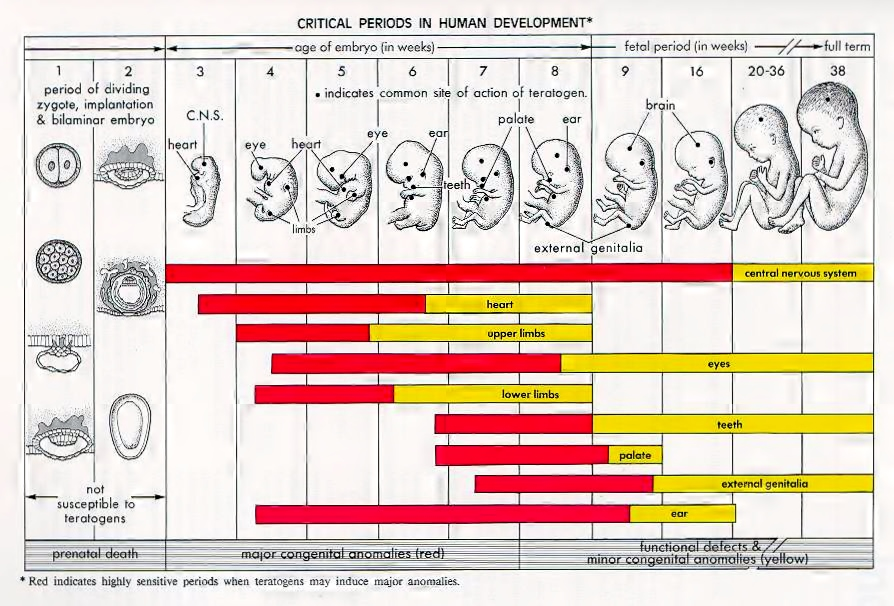 CRITICAL PERIODS IN HUMAN DEVELOPMENT*
age of embryo (in weeks)
fetal period (in weeks)
full term
1 2 3 4 5 6 7 8 9 16 20-36 38
period of dividing
zygote, implantation
& bilaminar embryo
• indicates common site of action of teratogen.
C.N.S.
heart
eye
heart
limbs
eye
ear
teeth
palate
ear
brain
external genitalia
central nervous system
heart
upper limbs
eyes
lower limbs
teeth
palate
external genitalia
ear
not
susceptible to
teratogens
prenatal death
major congenital anomalies (red)
functional defects &
minor congenital anomalies (yellow)
* Red indicates highly sensitive periods when teratogens may induce major anomalies.